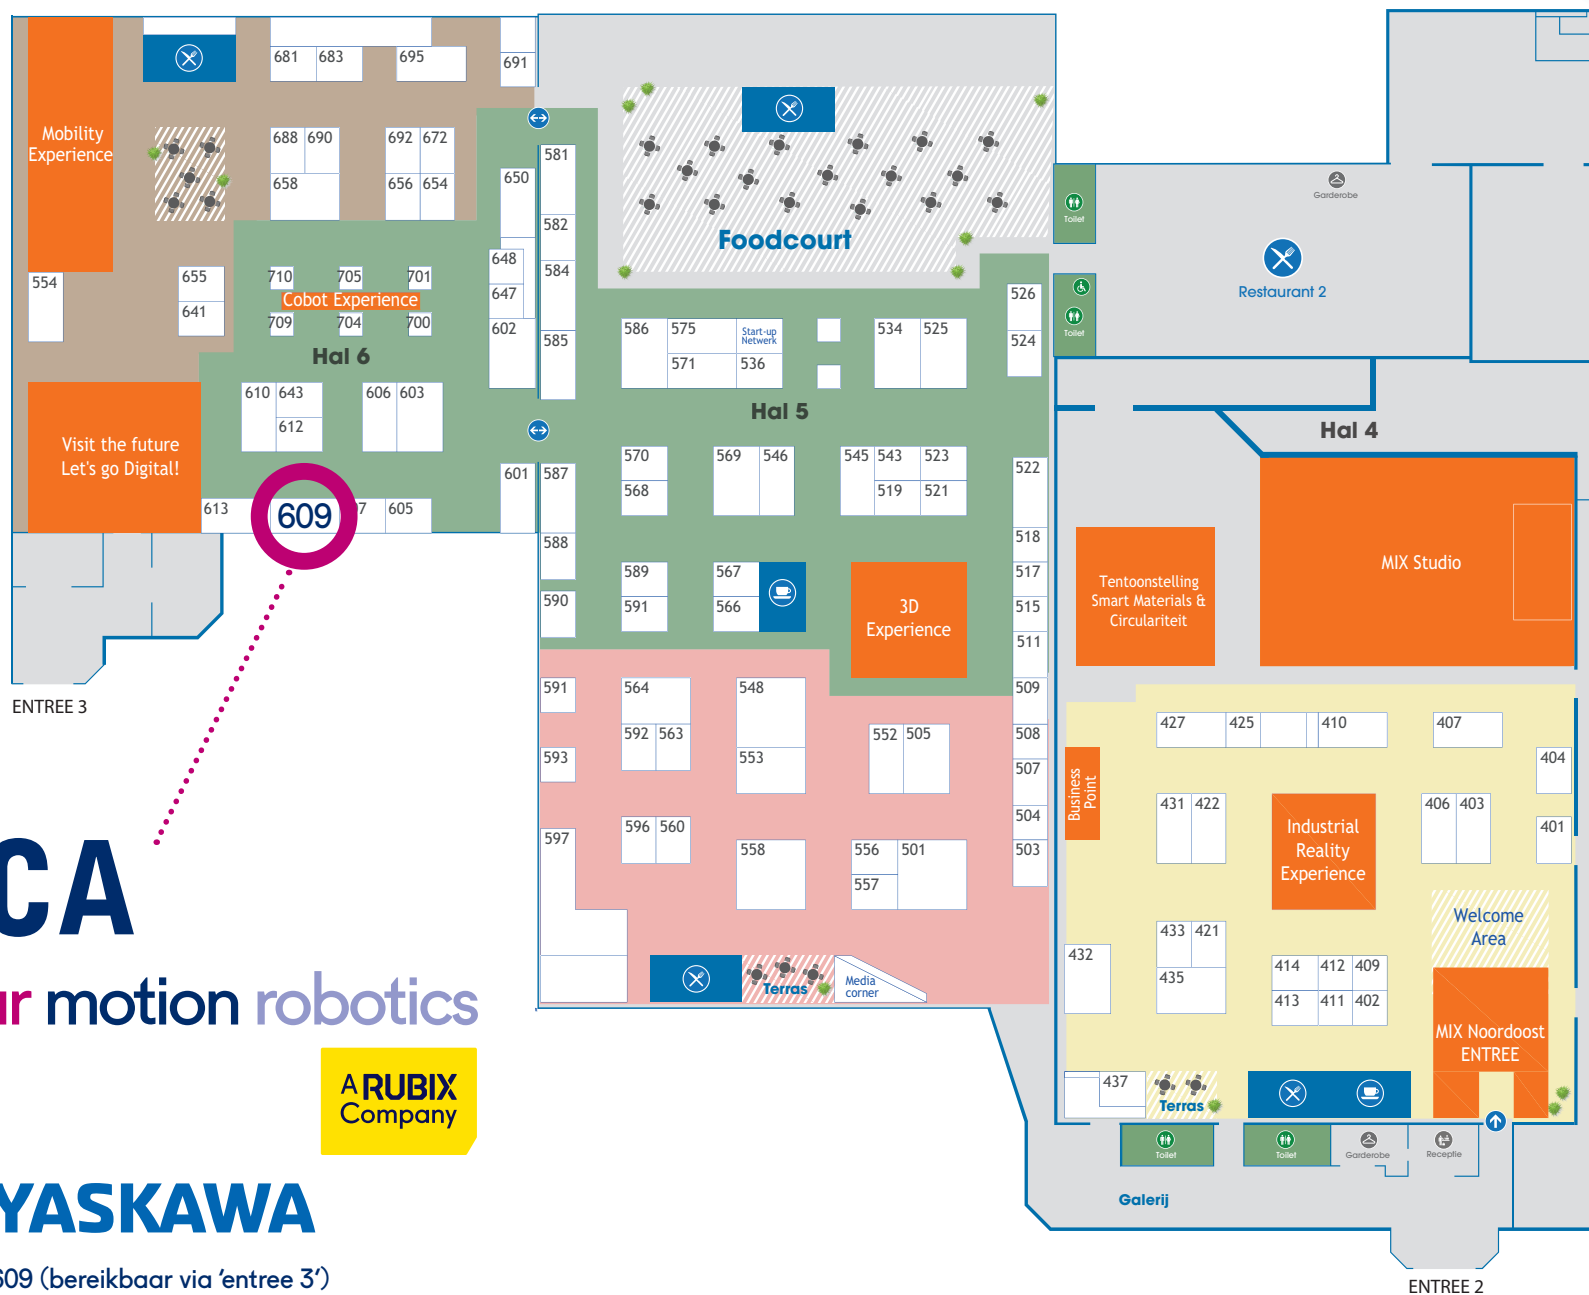 681
683
695
691
Mobility
Experience
688
690
692
672
658
656
654
650
581
582
584
585
648
647
602
554
655
641
710
705
701
Cobot Experience
709
704
700
Hal 6
610
643
612
606
603
Visit the future
Let's go Digital!
613
609
7
605
601
587
588
590
ENTREE 3
Foodcourt
Toilet
Toilet
Garderobe
Restaurant 2
526
524
586
575
Start-up
Netwerk
571
536
534
525
Hal 5
570
568
569
546
545
543
523
519
521
522
518
517
515
511
509
508
507
504
503
589
591
567
566
3D
Experience
591
593
597
564
592
563
548
553
552
505
596
560
558
556
501
557
Terras
Media
corner
Hal 4
MIX Studio
Tentoonstelling
Smart Materials &
Circulariteit
427
425
410
407
404
401
Business
Point
431
422
Industrial
Reality
Experience
406
403
Welcome
Area
432
433
421
435
414
412
409
413
411
402
MIX Noordoost
ENTREE
437
Terras
Toilet
Toilet
Garderobe
Receptie
Galerij
ENTREE 2
CA
ur motion robotics
A RUBIX
Company
YASKAWA
609 (bereikbaar via 'entree 3')